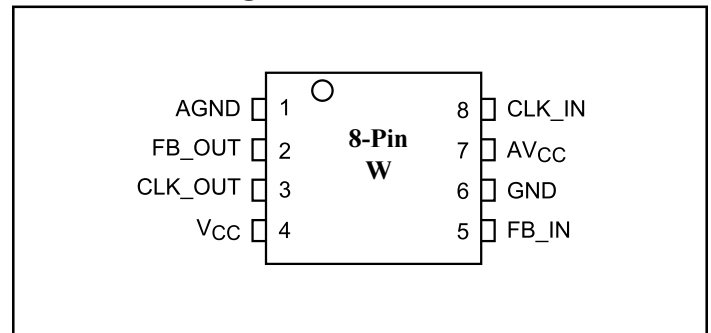 AGND 1 8 CLK_IN
FB_OUT 2 8-Pin 7 AVCC
CLK_OUT 3 W 6 GND
VCC 4 5 FB_IN